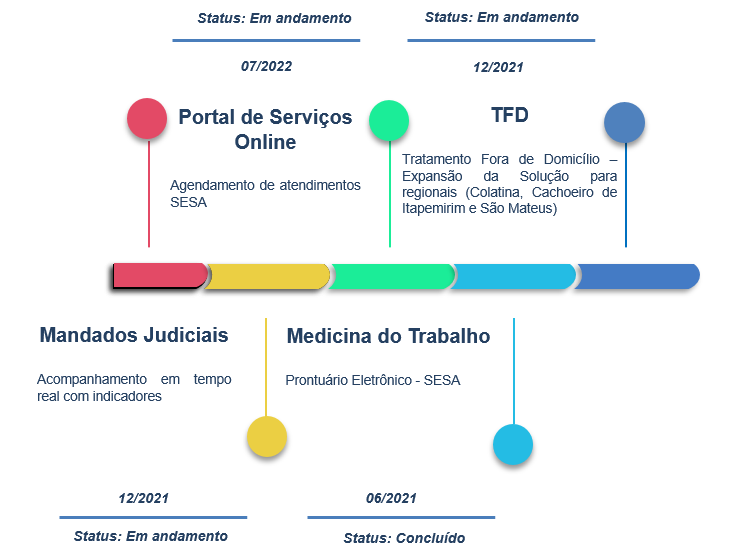 Status: Em andamento
07/2022
Portal de Serviços
Online
Agendamento de atendimentos
SESA
Status: Em andamento
12/2021
TFD
Tratamento Fora de Domicílio –
Expansão da Solução para
regionais (Colatina, Cachoeiro de
Itapemirim e São Mateus)
Mandados Judiciais
Acompanhamento em tempo
real com indicadores
12/2021
Status: Em andamento
Medicina do Trabalho
Prontuário Eletrônico - SESA
06/2021
Status: Concluído